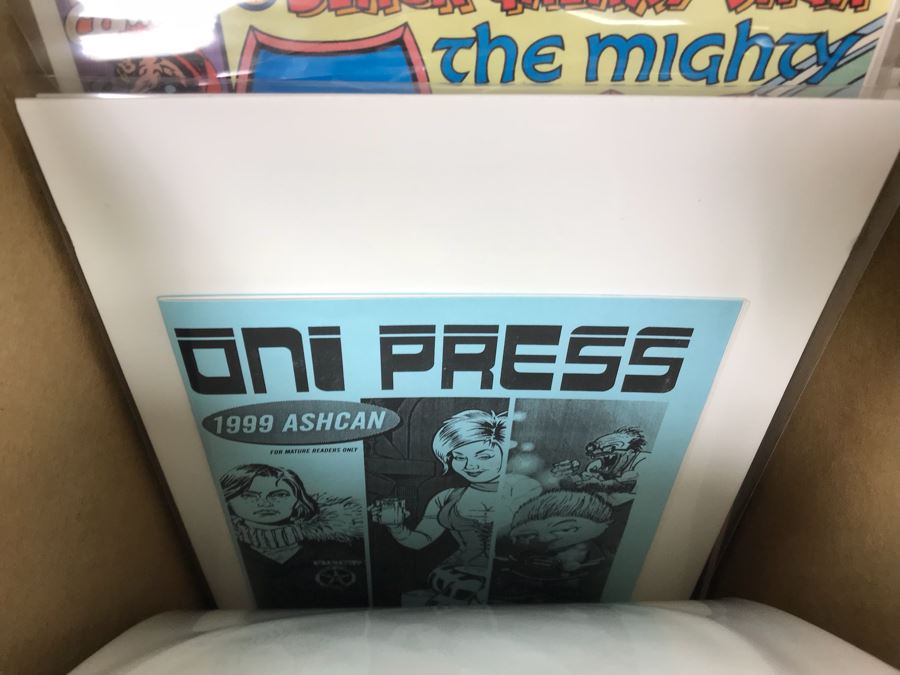 the mighty
ONI PRESS
1999 ASHCAN
FOR MATURE READERS ONLY